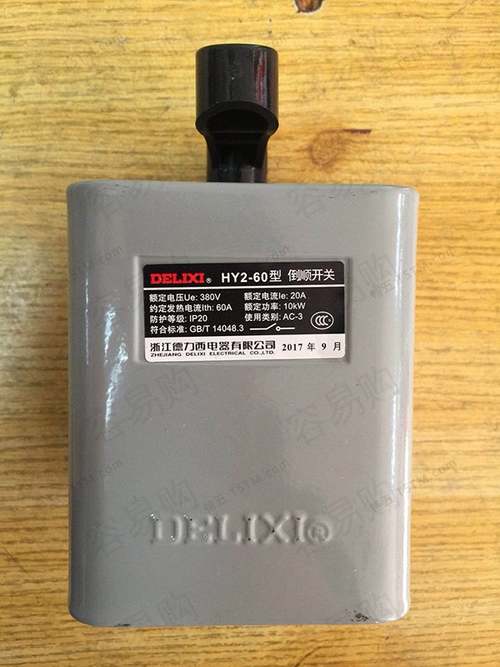 DELIXI® HY2-60型 倒顺开关
额定电压Ue: 380V 额定电流Ie: 20A
约定发热电流Ith: 60A 额定功率: 10kW
防护等级: IP20 使用类别: AC-3
符合标准: GB/T 14048.3 CCC
浙江德力西电器有限公司 2017 年 9 月
ZHEJIANG DELIXI ELECTRICAL CO.,LTD.
DELIXI®
容易购